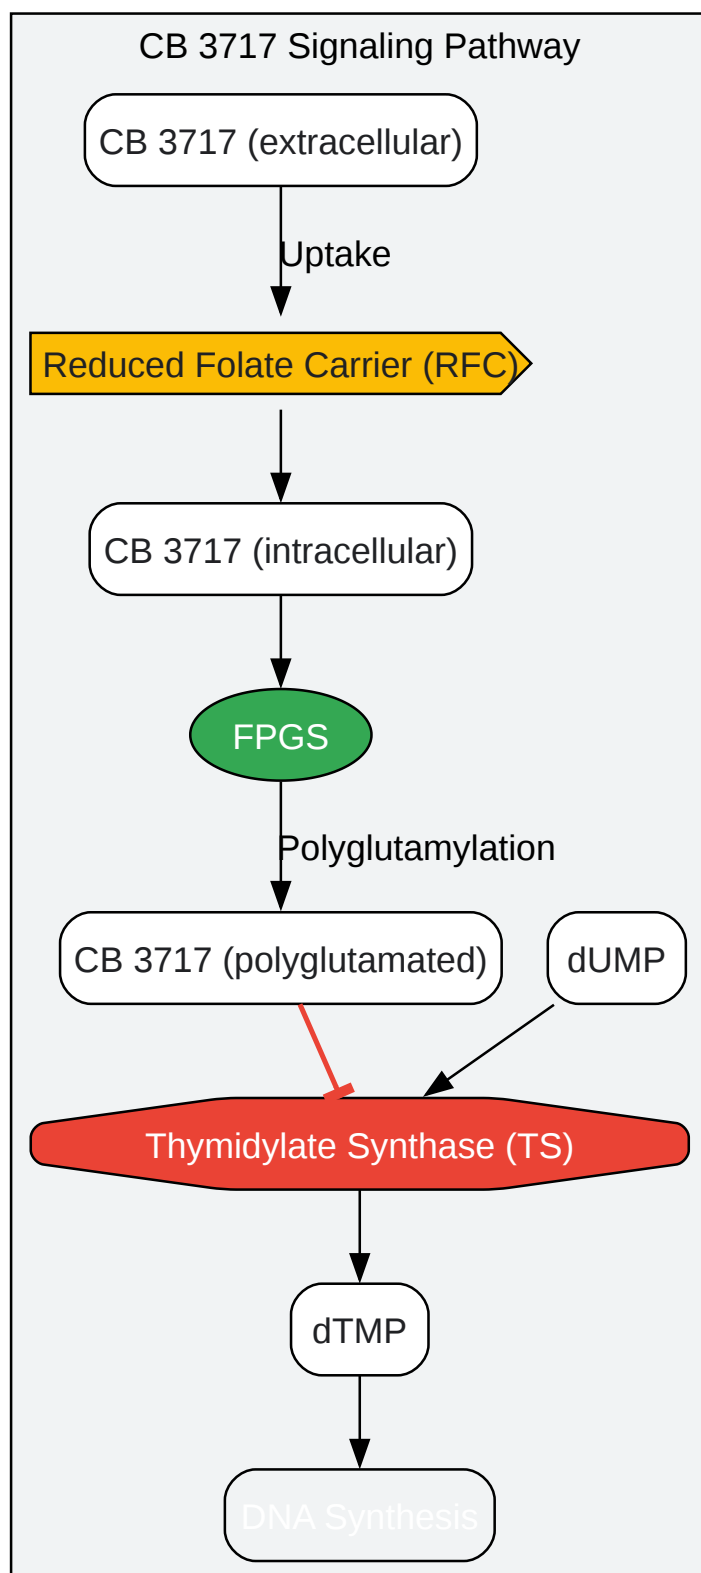 CB 3717 Signaling Pathway
CB 3717 (extracellular)
Uptake
Reduced Folate Carrier (RFC)
CB 3717 (intracellular)
FPGS
Polyglutamylation
CB 3717 (polyglutamated)
dUMP
Thymidylate Synthase (TS)
dTMP
DNA Synthesis